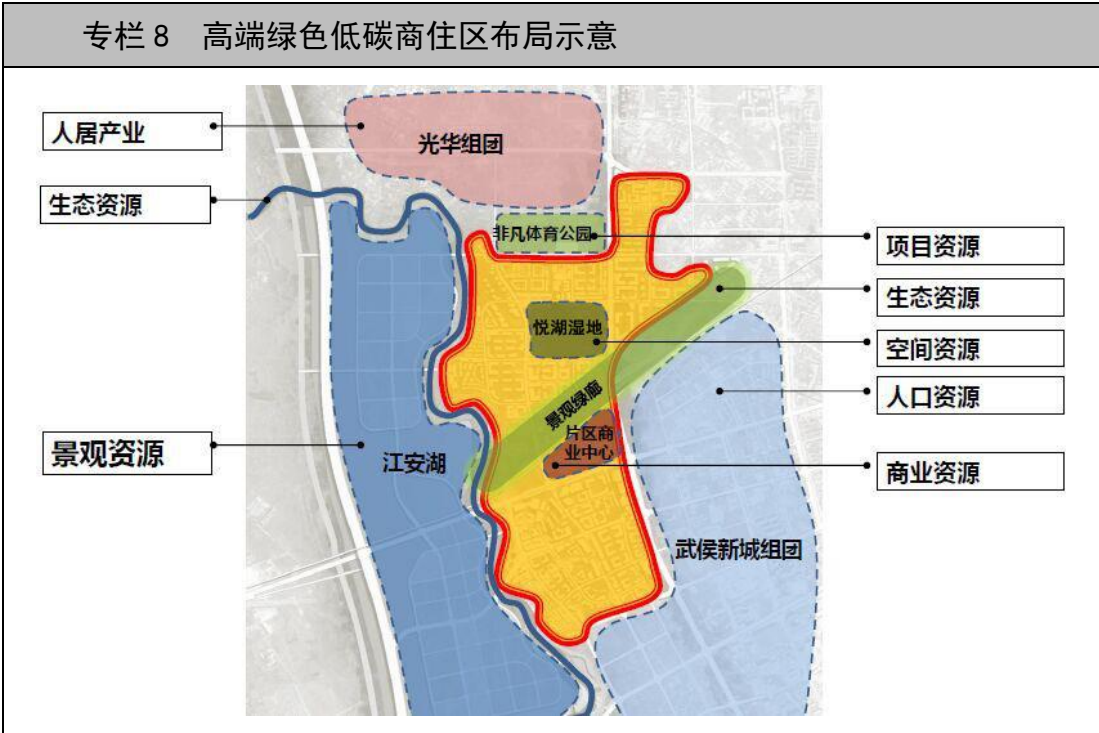 专栏 8 高端绿色低碳商住区布局示意
人居产业
光华组团
生态资源
非凡体育公园
项目资源
生态资源
悦湖湿地
空间资源
人口资源
景观绿廊
片区商
业中心
景观资源
江安湖
商业资源
武侯新城组团